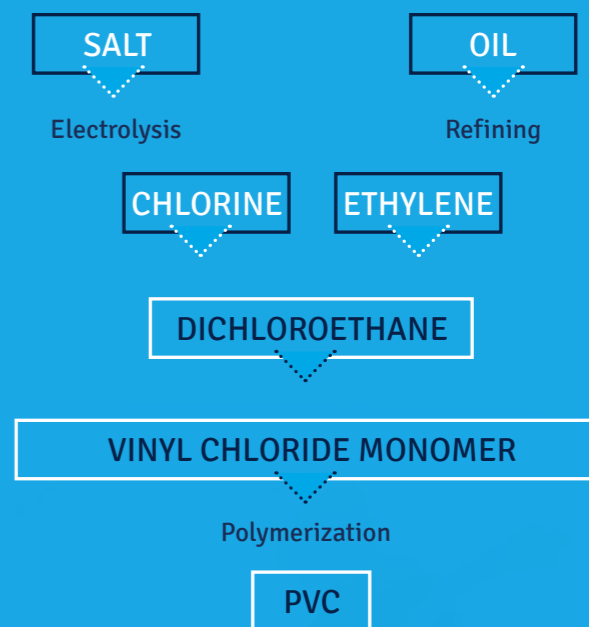 SALT
OIL
Electrolysis
Refining
CHLORINE
ETHYLENE
DICHLOROETHANE
VINYL CHLORIDE MONOMER
Polymerization
PVC